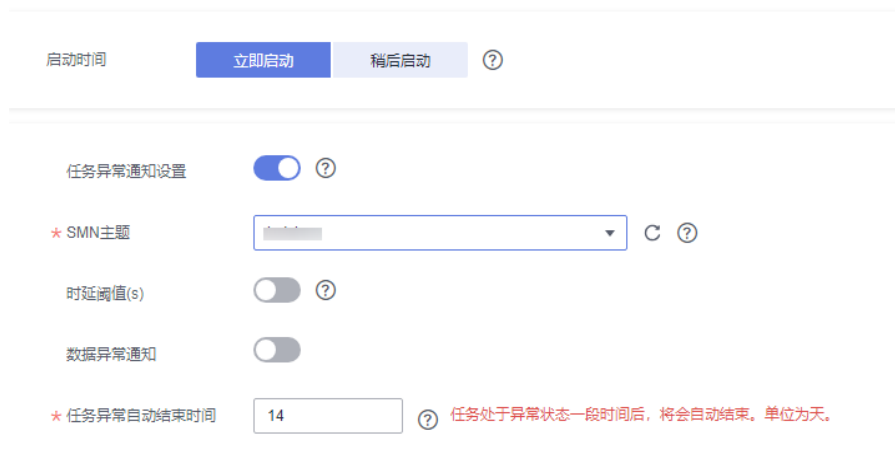 启动时间 立即启动 稍后启动 ?
任务异常通知设置 ?
* SMN主题 ?
时延阈值(s) ?
数据异常通知
* 任务异常自动结束时间 14 ? 任务处于异常状态一段时间后，将会自动结束。单位为天。